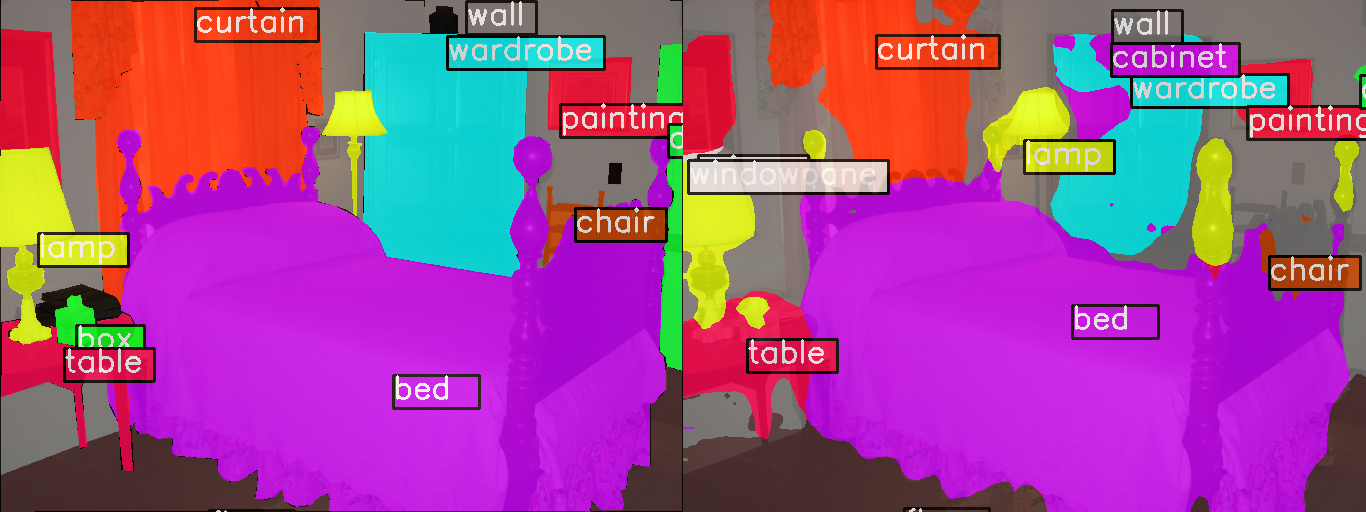 curtain
wall
wardrobe
painting
lamp
chair
box
table
bed
wall
curtain
cabinet
wardrobe
painting
lamp
windowpane
chair
bed
table